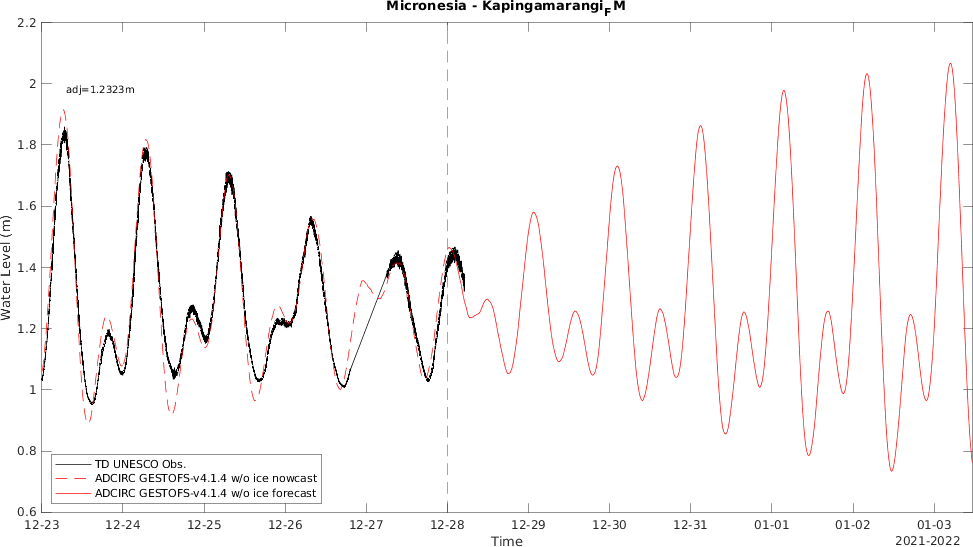 Micronesia - KapingamarangiFM
2.2
2
1.8
1.6
1.4
1.2
1
0.8
0.6
Water Level (m)
adj=1.2323m
TD UNESCO Obs.
ADCIRC GESTOFS-v4.1.4 w/o ice nowcast
ADCIRC GESTOFS-v4.1.4 w/o ice forecast
12-23 12-24 12-25 12-26 12-27 12-28 12-29 12-30 12-31 01-01 01-02 01-03
Time
2021-2022